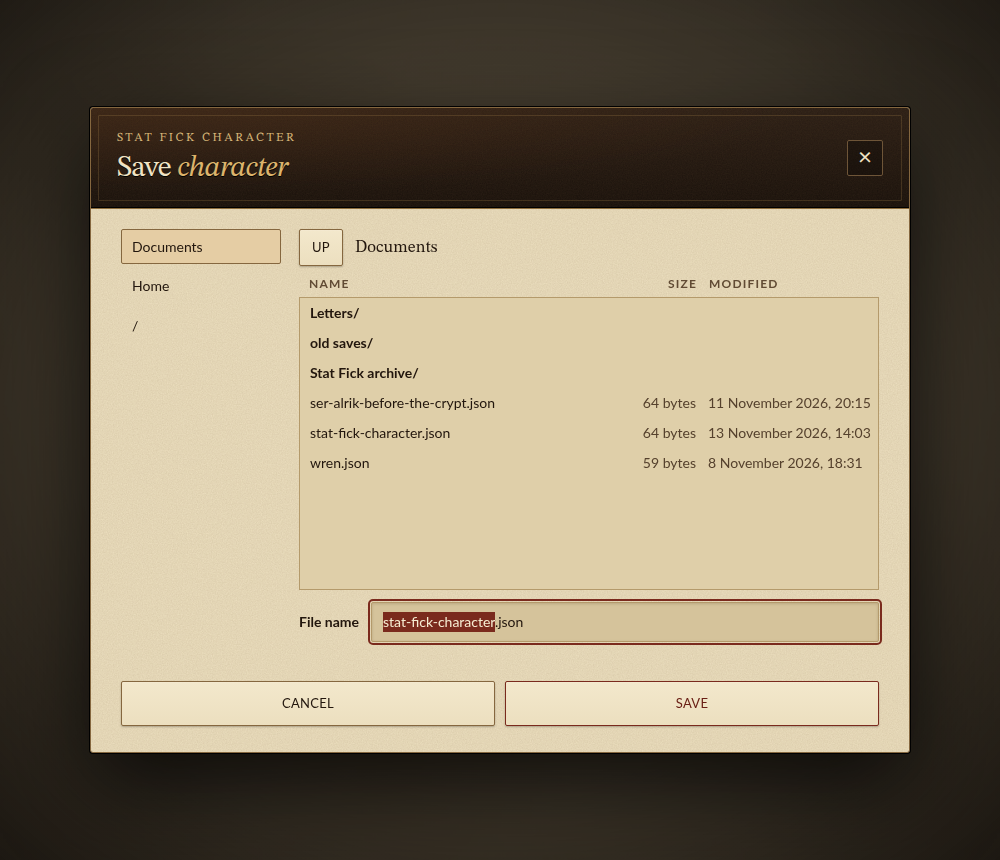 STAT FICK CHARACTER
Save character
✕
Documents
Home
/
UP Documents
NAME SIZE MODIFIED
Letters/
old saves/
Stat Fick archive/
ser-alrik-before-the-crypt.json 64 bytes 11 November 2026, 20:15
stat-fick-character.json 64 bytes 13 November 2026, 14:03
wren.json 59 bytes 8 November 2026, 18:31
File name stat-fick-character.json
CANCEL SAVE